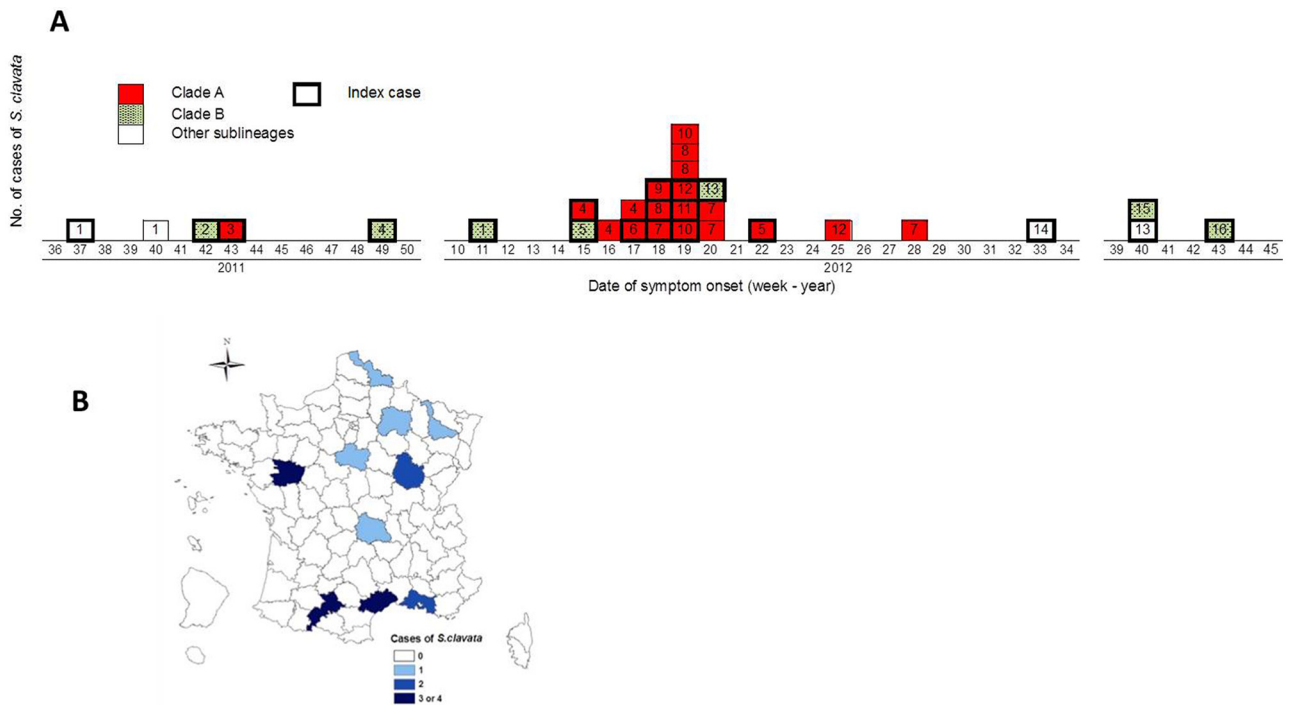 A
No. of cases of S. clavata
Clade A
Clade B
Other sublineages
Index case
10
8
8
9 12 13
4 4 8 11 7 15
1 1 2 3 4 1 5 4 6 7 10 7 5 12 7 14 13 16
36 37 38 39 40 41 42 43 44 45 46 47 48 49 50 10 11 12 13 14 15 16 17 18 19 20 21 22 23 24 25 26 27 28 29 30 31 32 33 34 39 40 41 42 43 44 45
2011 2012
Date of symptom onset (week - year)
B
N
Cases of S.clavata
0
1
2
3 or 4